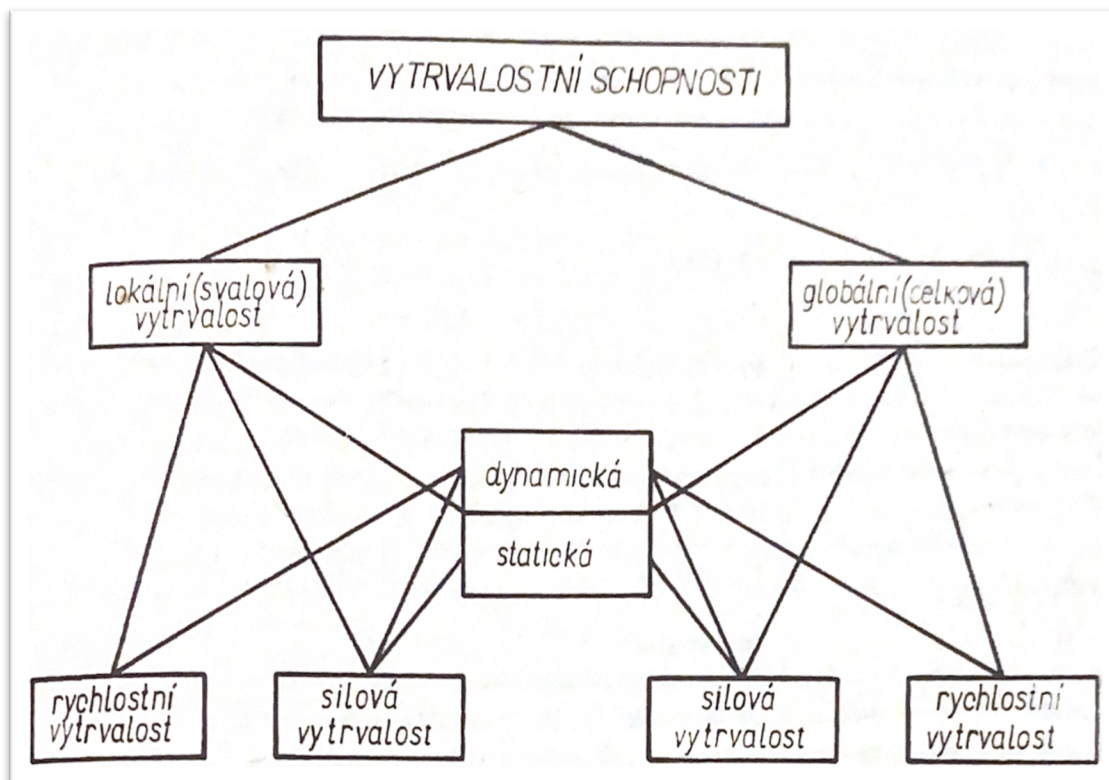 VYTRVALOSTNÍ SCHOPNOSTI
lokální(svalová)
vytrvalost
globální(celková)
vytrvalost
dynamická
statická
rychlostní
vytrvalost
silová
vytrvalost
silová
vytrvalost
rychlostní
vytrvalost